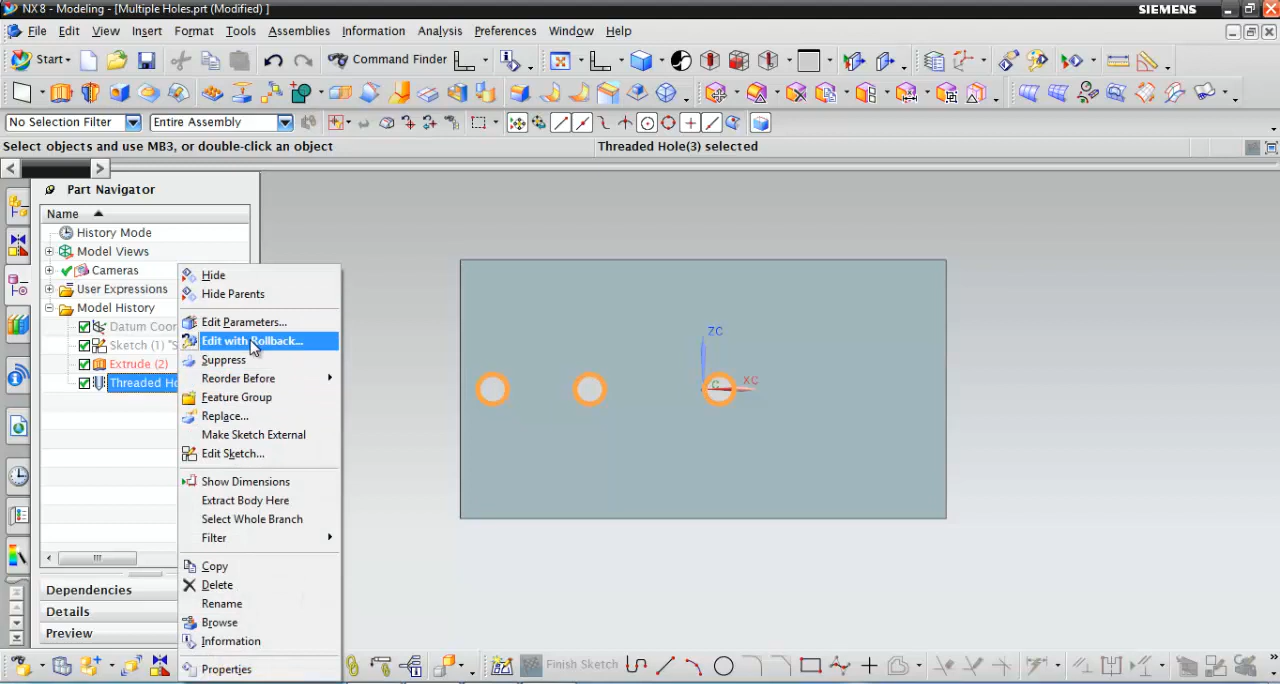 NX 8 - Modeling - [Multiple Holes.prt (Modified) ]
SIEMENS
File Edit View Insert Format Tools Assemblies Information Analysis Preferences Window Help
Start Command Finder
No Selection Filter Entire Assembly
Select objects and use MB3, or double-click an object Threaded Hole(3) selected
Part Navigator
Name
History Mode
Model Views
Cameras
User Expressions
Model History
Datum Coor
Sketch (1) "S
Extrude (2)
Threaded Ho
Hide
Hide Parents
Edit Parameters...
Edit with Rollback...
Suppress
Reorder Before
Feature Group
Replace...
Make Sketch External
Edit Sketch...
Show Dimensions
Extract Body Here
Select Whole Branch
Filter
Copy
Delete
Rename
Browse
Information
Properties
ZC
XC
Dependencies
Details
Preview
Finish Sketch